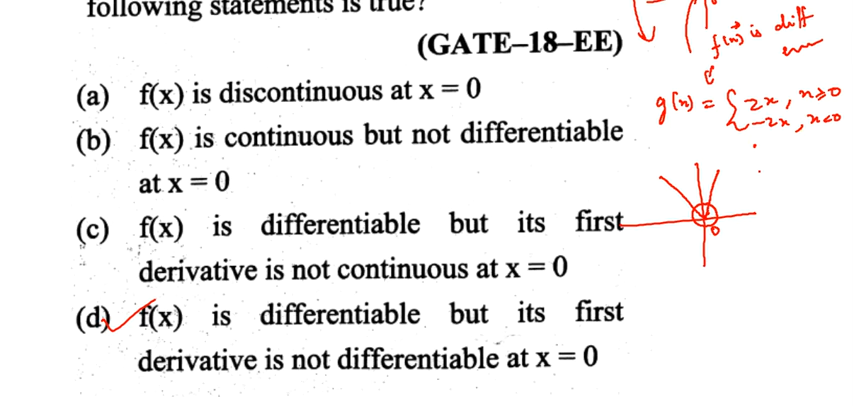 following statements is true?
(GATE–18–EE)
f(x) is diff
(a) f(x) is discontinuous at x = 0
g(x) = { 2x, x≥0
-2x, x<0
(b) f(x) is continuous but not differentiable
at x = 0
(c) f(x) is differentiable but its first
derivative is not continuous at x = 0
0
(d) f(x) is differentiable but its first
derivative is not differentiable at x = 0